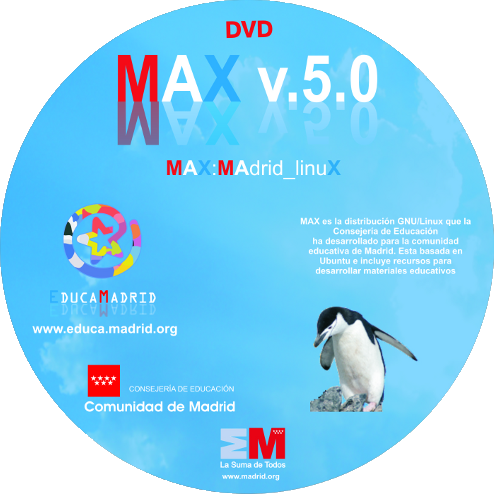 DVD
MAX v.5.0
MAX:MAdrid_linuX
MAX es la distribución GNU/Linux que la
Consejería de Educación
ha desarrollado para la comunidad
educativa de Madrid. Esta basada en
Ubuntu e incluye recursos para
desarrollar materiales educativos
EDUCAMADRID
www.educa.madrid.org
CONSEJERÍA DE EDUCACIÓN
Comunidad de Madrid
M
La Suma de Todos
www.madrid.org